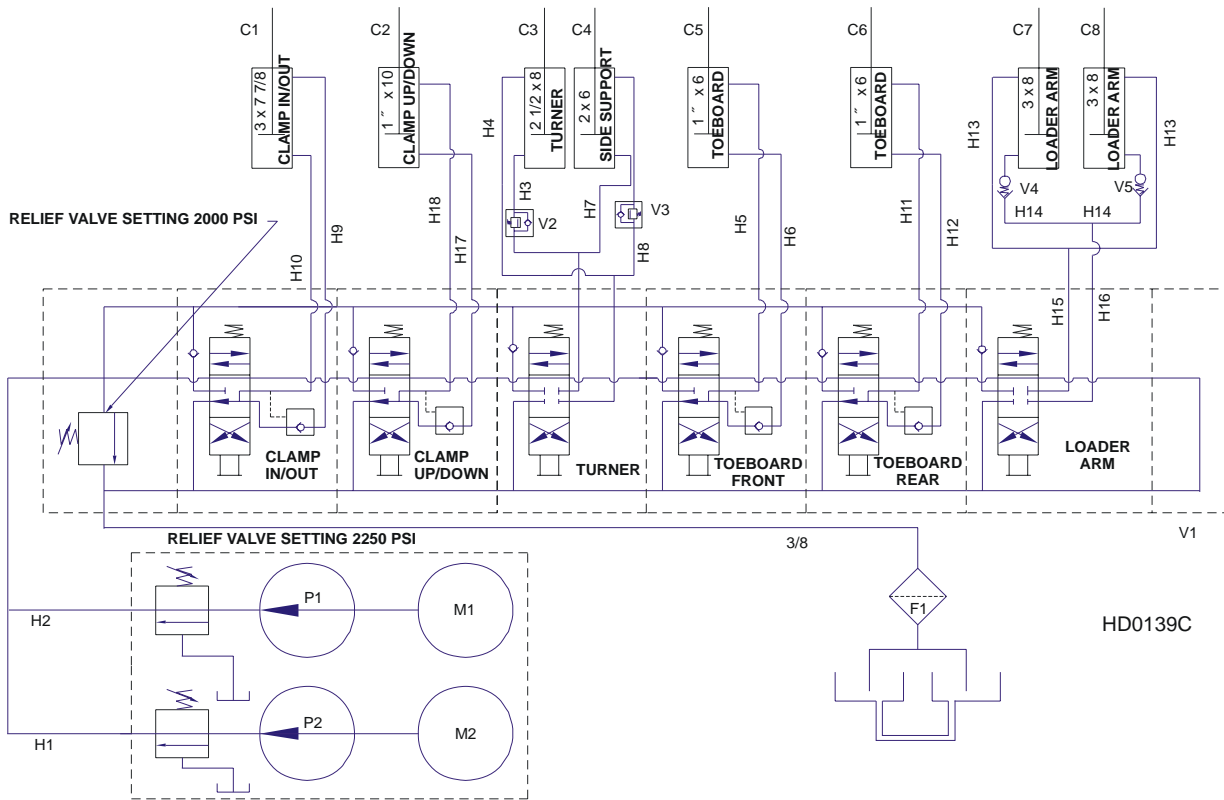 C1
C2
C3
C4
C5
C6
C7
C8
3 x 7 7/8
CLAMP IN/OUT
1 ″ x 10
CLAMP UP/DOWN
2 1/2 x 8
TURNER
2 x 6
SIDE SUPPORT
1 ″ x 6
TOEBOARD
1 ″ x 6
TOEBOARD
3 x 8
LOADER ARM
3 x 8
LOADER ARM
H4
H13
H13
H3
H7
V2
V3
V4
V5
H14
H14
RELIEF VALVE SETTING 2000 PSI
H10
H9
H18
H17
H8
H5
H6
H11
H12
H15
H16
CLAMP
IN/OUT
CLAMP
UP/DOWN
TURNER
TOEBOARD
FRONT
TOEBOARD
REAR
LOADER
ARM
V1
RELIEF VALVE SETTING 2250 PSI
3/8
H2
P1
M1
F1
HD0139C
H1
P2
M2